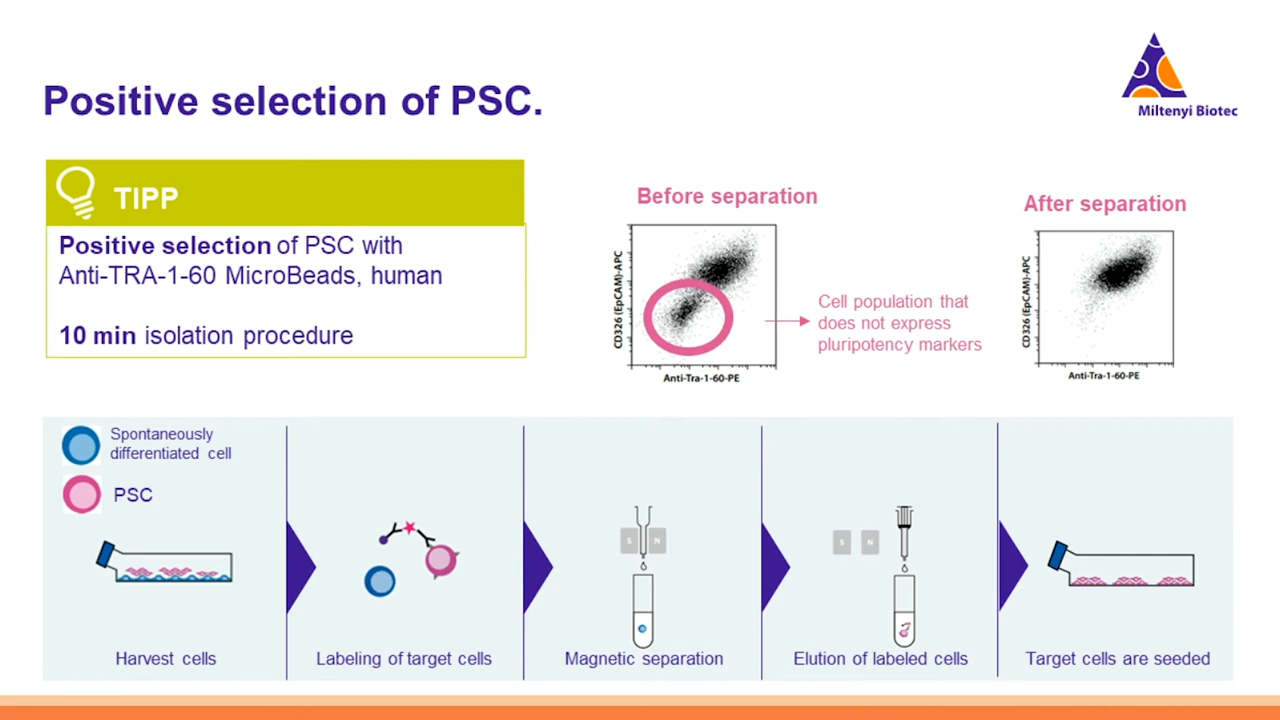 Miltenyi Biotec
Positive selection of PSC.
TIPP
Positive selection of PSC with
Anti-TRA-1-60 MicroBeads, human
10 min isolation procedure
Before separation
CD326 (EpCAM)-APC
Anti-Tra-1-60-PE
Cell population that
does not express
pluripotency markers
After separation
CD326 (EpCAM)-APC
Anti-Tra-1-60-PE
Spontaneously
differentiated cell
PSC
Harvest cells
Labeling of target cells
S N
Magnetic separation
S N
Elution of labeled cells
Target cells are seeded